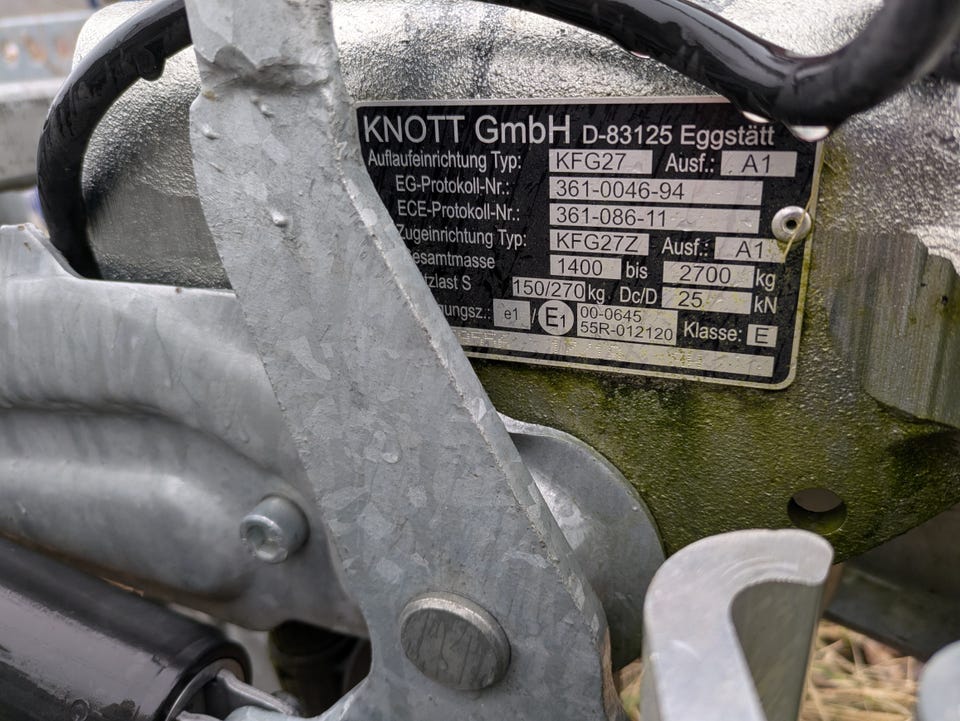 KNOTT GmbH D-83125 Eggstätt
Auflaufeinrichtung Typ: KFG27 Ausf.: A1
EG-Protokoll-Nr.: 361-0046-94
ECE-Protokoll-Nr.: 361-086-11
Zugeinrichtung Typ: KFG27Z Ausf.: A1
esamtmasse 1400 bis 2700 kg
tzlast S 150/270 kg Dc/D 25 kN
ungsz.: e1 / E1 00-0645
55R-012120 Klasse: E